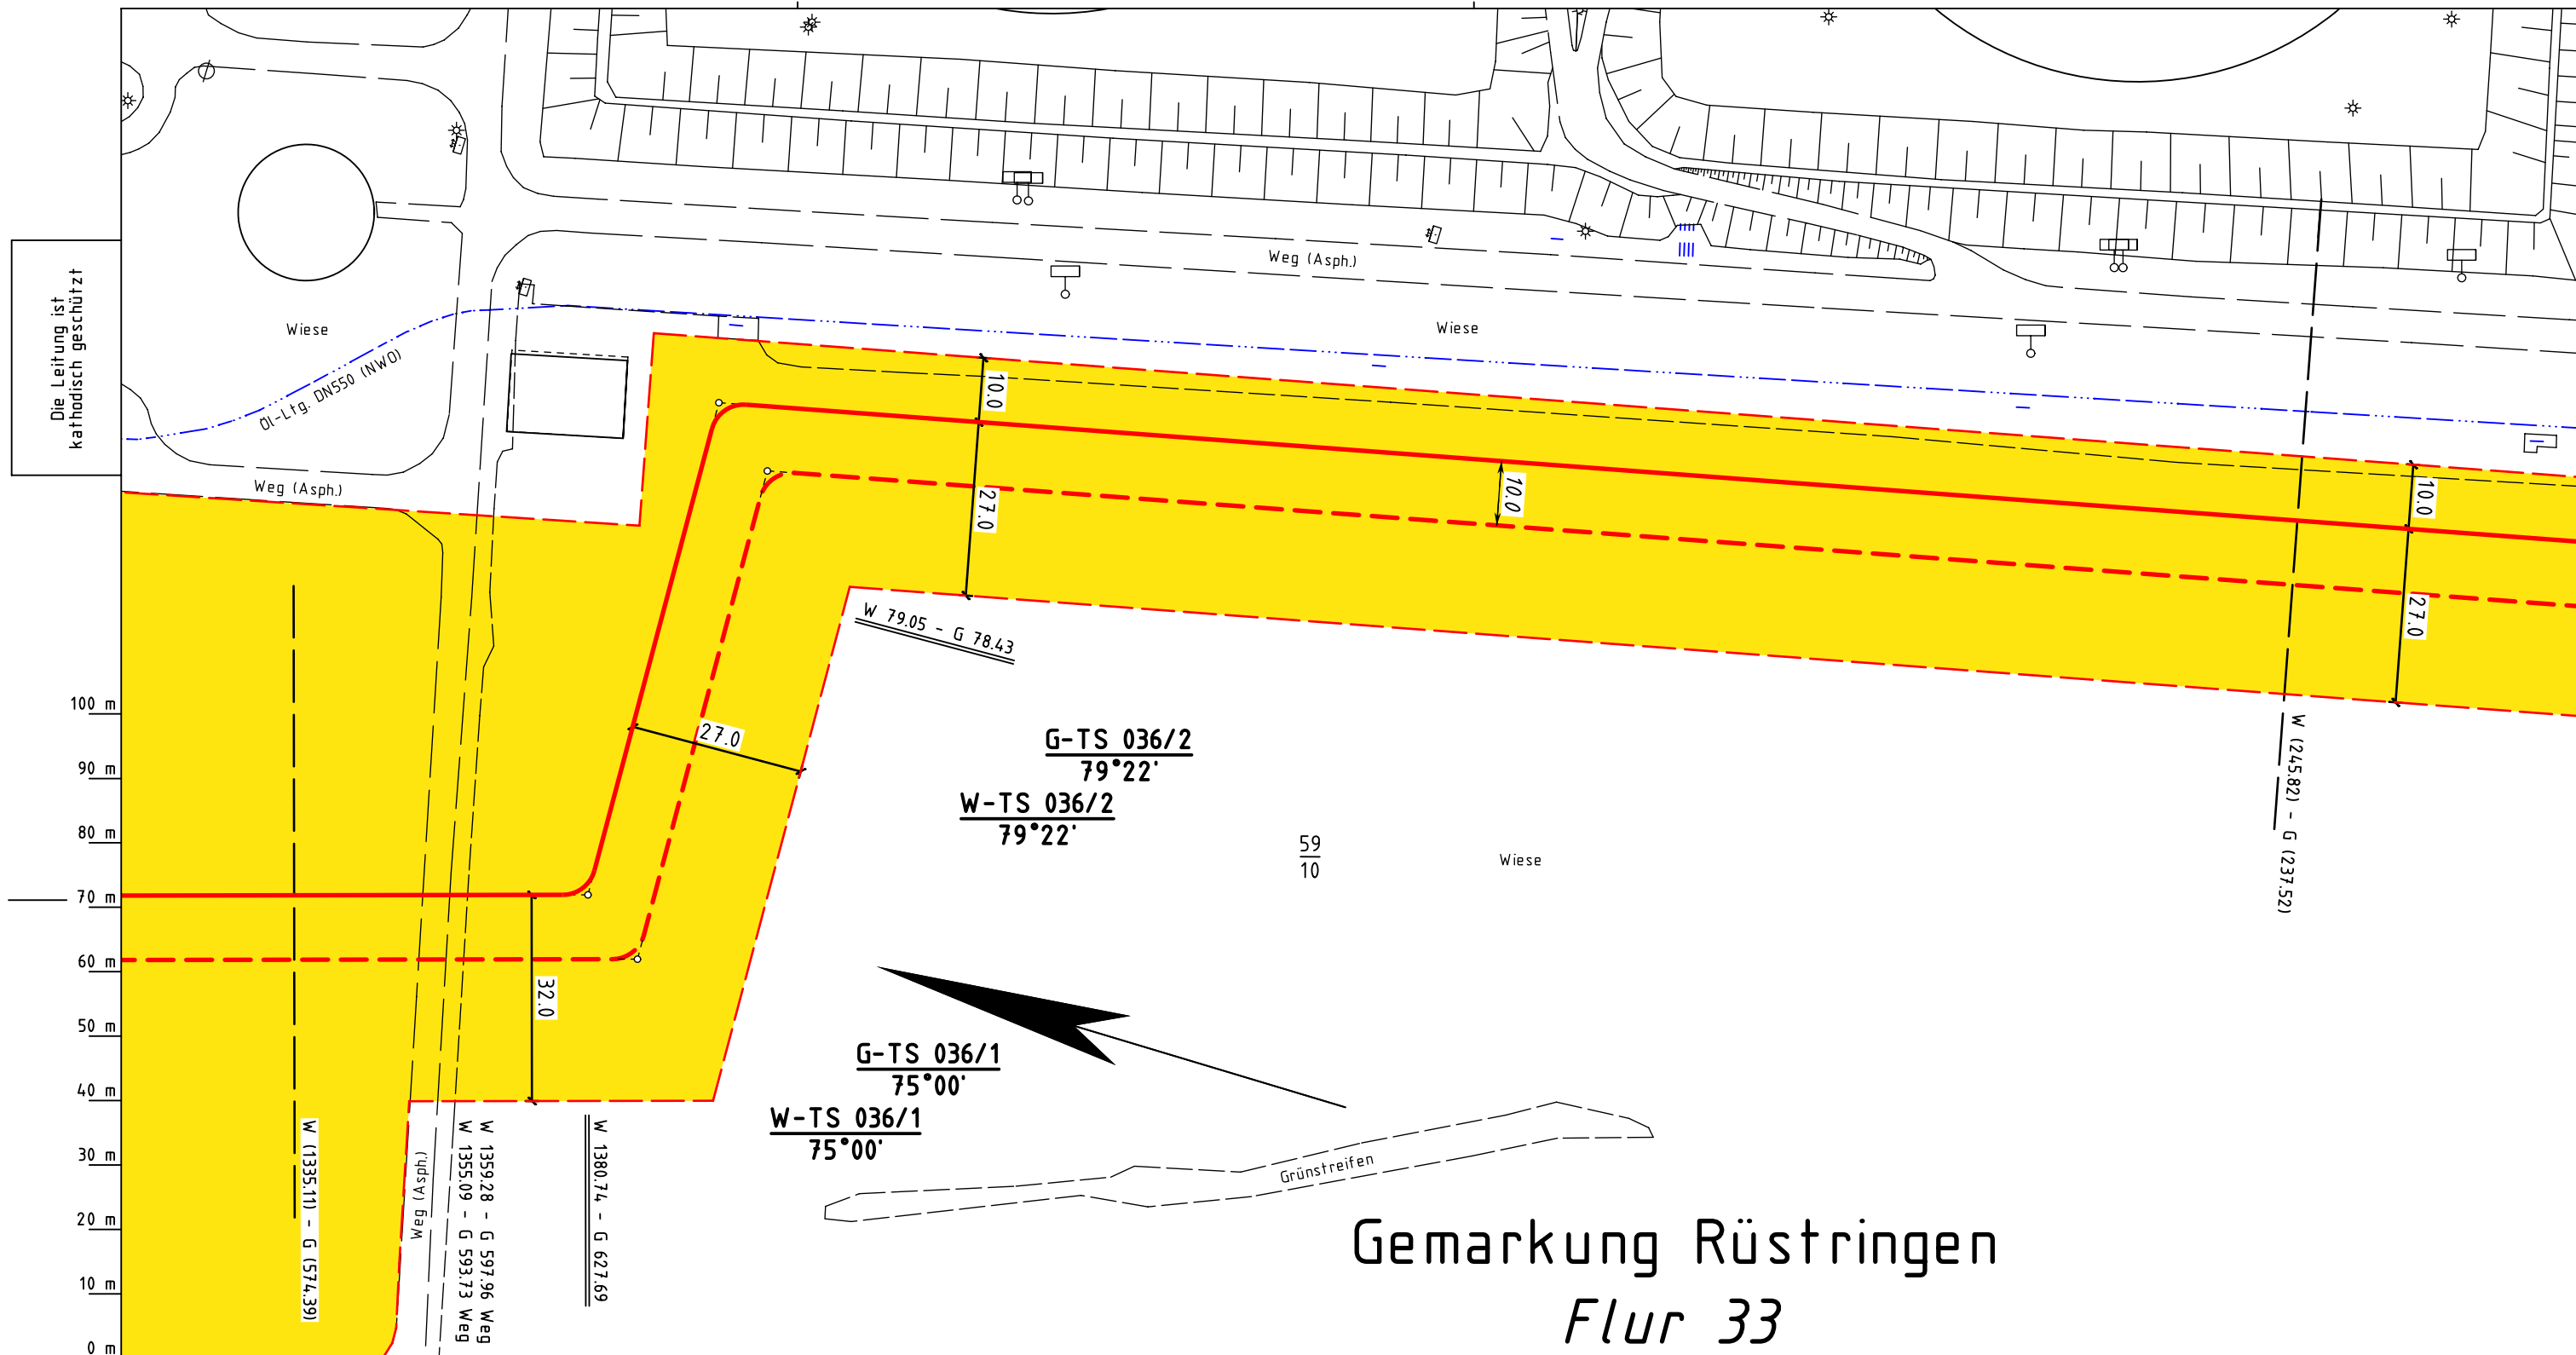 Die Leitung ist
kathodisch geschützt
Wiese
Öl-Ltg. DN550 (NWO)
Weg (Asph.)
Weg (Asph.)
Wiese
10.0
27.0
10.0
10.0
27.0
W 79.05 - G 78.43
27.0
G-TS 036/2
79°22'
W-TS 036/2
79°22'
59
10
Wiese
W (245.82) - G (237.52)
100 m
90 m
80 m
70 m
60 m
50 m
40 m
30 m
20 m
10 m
0 m
32.0
G-TS 036/1
75°00'
W-TS 036/1
75°00'
W (1335.11) - G (574.39)
Weg (Asph.)
W 1355.09 - G 593.73 Weg
W 1359.28 - G 597.96 Weg
W 1380.74 - G 627.69
Grünstreifen
Gemarkung Rüstringen
Flur 33